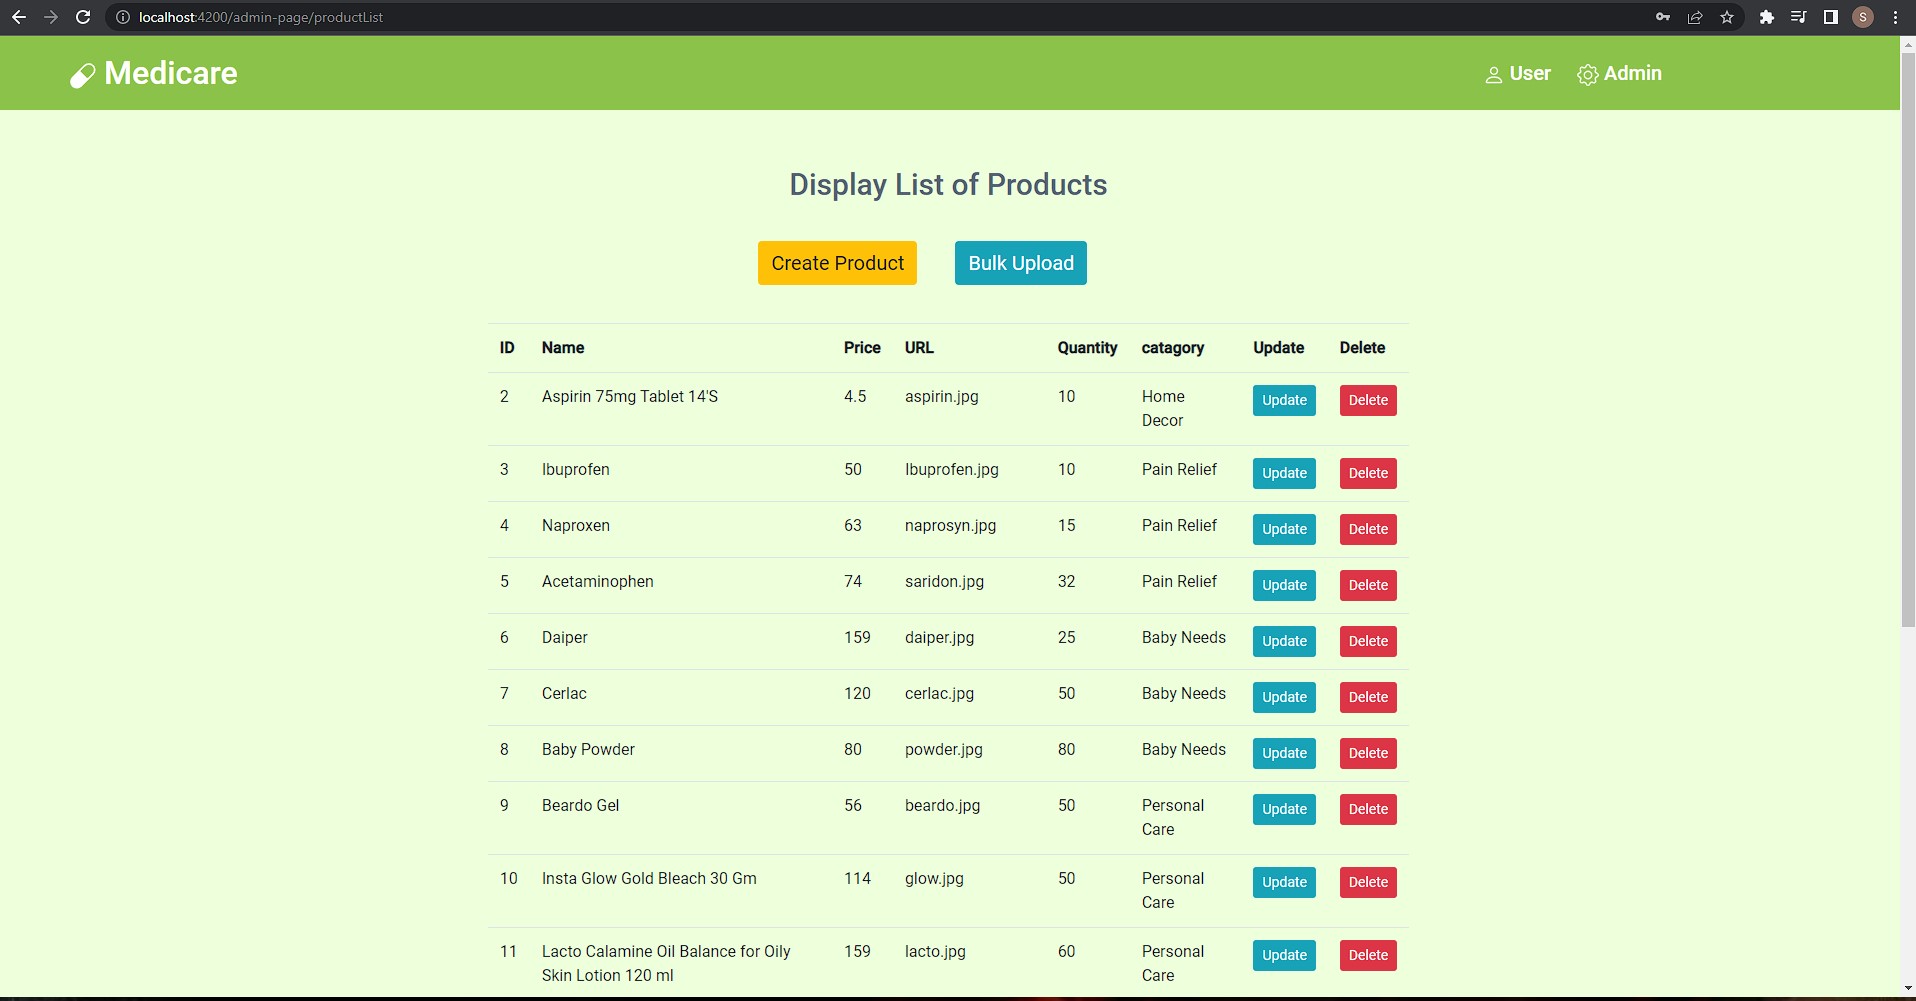 localhost:4200/admin-page/productList
S
Medicare
User Admin
Display List of Products
Create Product Bulk Upload
ID Name Price URL Quantity catagory Update Delete
2 Aspirin 75mg Tablet 14'S 4.5 aspirin.jpg 10 Home Update Delete
Decor
3 Ibuprofen 50 Ibuprofen.jpg 10 Pain Relief Update Delete
4 Naproxen 63 naprosyn.jpg 15 Pain Relief Update Delete
5 Acetaminophen 74 saridon.jpg 32 Pain Relief Update Delete
6 Daiper 159 daiper.jpg 25 Baby Needs Update Delete
7 Cerlac 120 cerlac.jpg 50 Baby Needs Update Delete
8 Baby Powder 80 powder.jpg 80 Baby Needs Update Delete
9 Beardo Gel 56 beardo.jpg 50 Personal Update Delete
Care
10 Insta Glow Gold Bleach 30 Gm 114 glow.jpg 50 Personal Update Delete
Care
11 Lacto Calamine Oil Balance for Oily 159 lacto.jpg 60 Personal Update Delete
Skin Lotion 120 ml Care